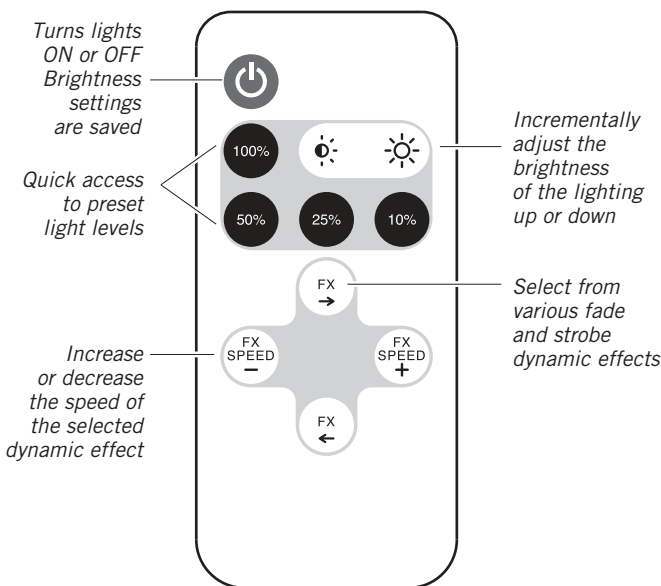 Turns lights
ON or OFF
Brightness
settings
are saved
100%
Incrementally
adjust the
brightness
of the lighting
up or down
Quick access
to preset
light levels
50%
25%
10%
FX
Select from
various fade
and strobe
dynamic effects
FX
SPEED
−
FX
SPEED
+
Increase
or decrease
the speed of
the selected
dynamic effect
FX